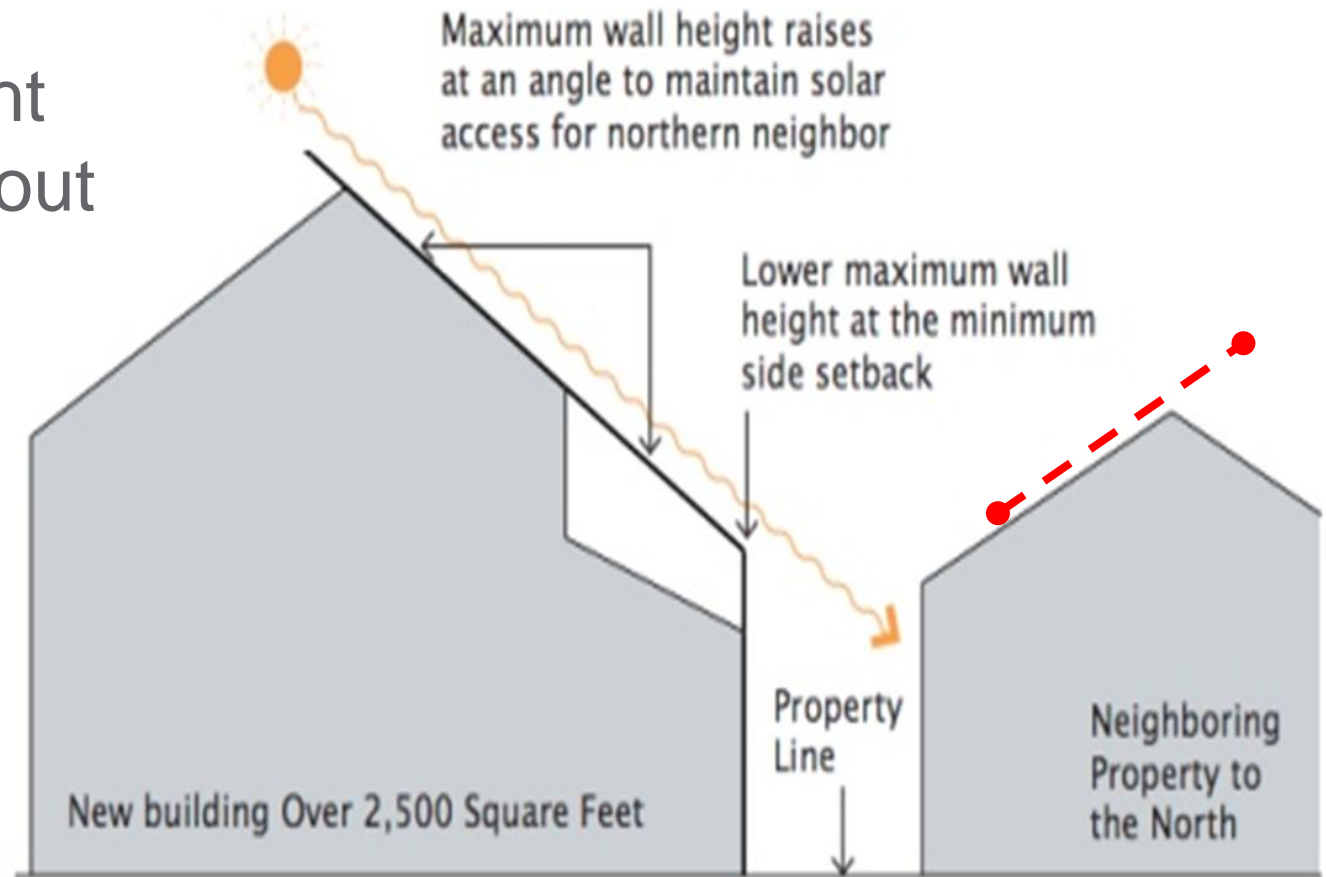 Maximum wall height raises
at an angle to maintain solar
access for northern neighbor
nt
out
Lower maximum wall
height at the minimum
side setback
Property
Line
Neighboring
Property to
the North
New building Over 2,500 Square Feet